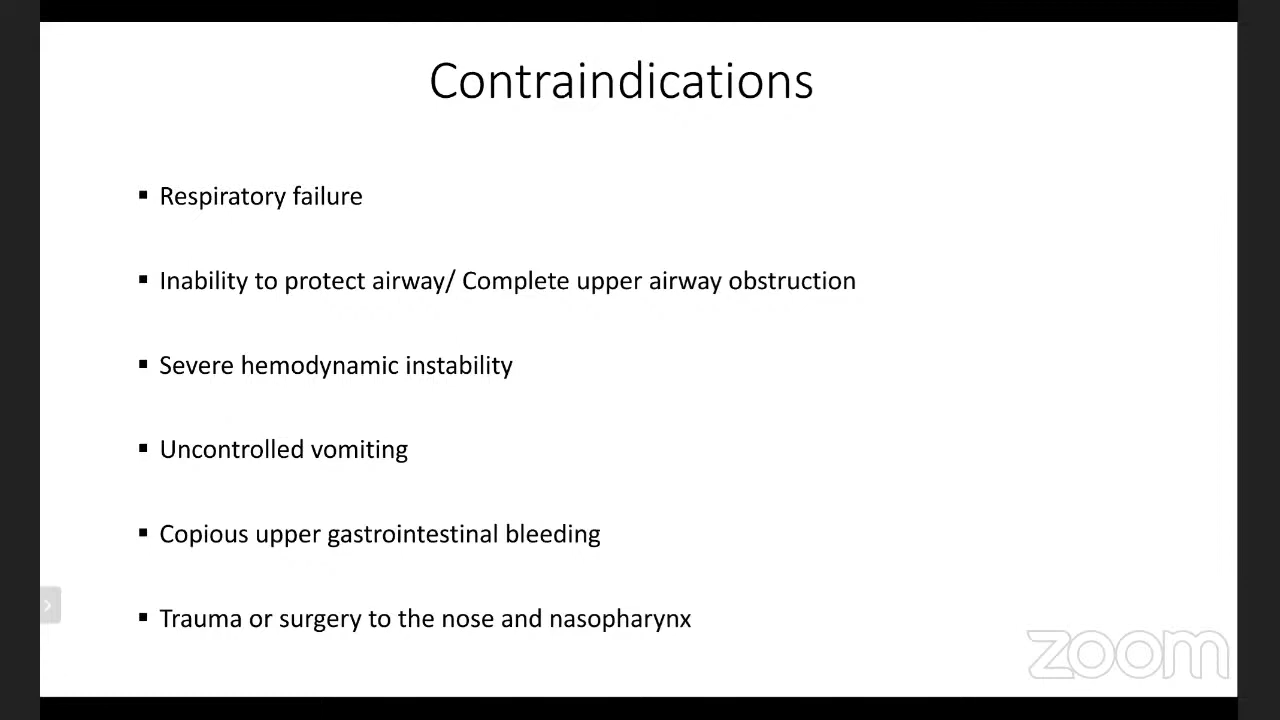 Contraindications
▪ Respiratory failure
▪ Inability to protect airway/ Complete upper airway obstruction
▪ Severe hemodynamic instability
▪ Uncontrolled vomiting
▪ Copious upper gastrointestinal bleeding
▪ Trauma or surgery to the nose and nasopharynx
zoom